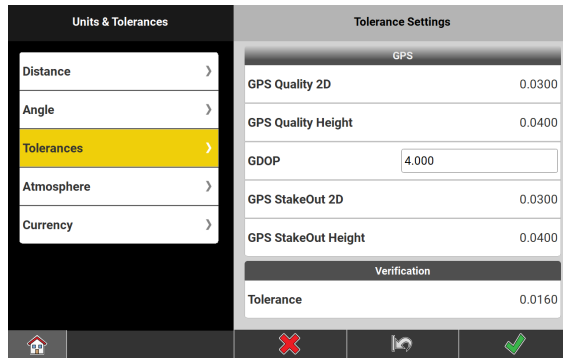 Units & Tolerances
Tolerance Settings
Distance
Angle
Tolerances
Atmosphere
Currency
GPS
GPS Quality 2D 0.0300
GPS Quality Height 0.0400
GDOP 4.000
GPS StakeOut 2D 0.0300
GPS StakeOut Height 0.0400
Verification
Tolerance 0.0160